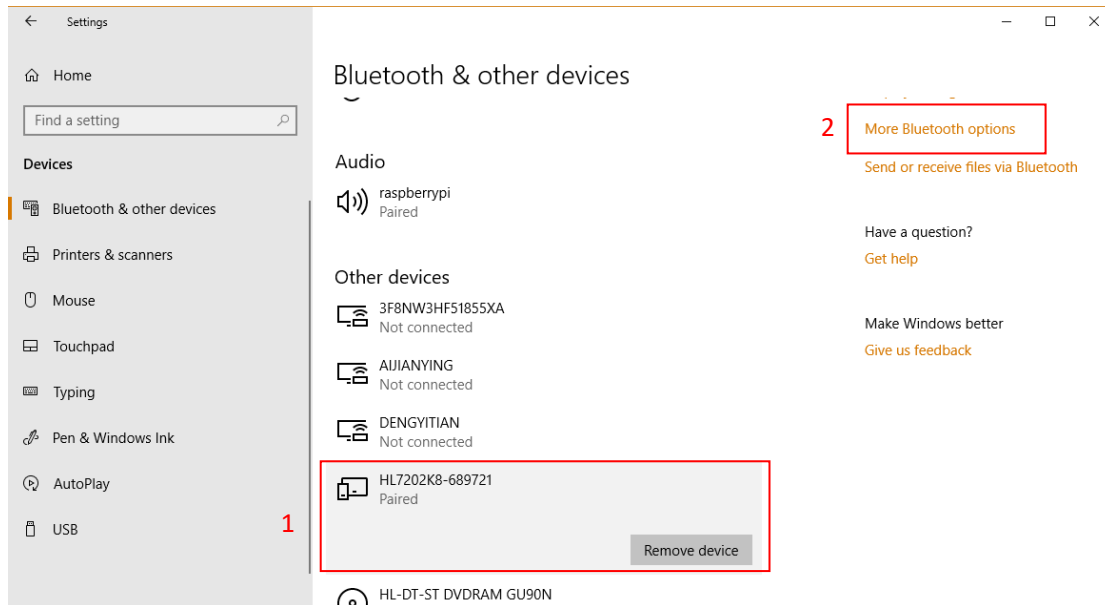 Settings
Home
Find a setting
Devices
Bluetooth & other devices
Printers & scanners
Mouse
Touchpad
Typing
Pen & Windows Ink
AutoPlay
USB
1
Bluetooth & other devices
Audio
raspberrypi
Paired
Other devices
3F8NW3HF51855XA
Not connected
AIJIANYING
Not connected
DENGYITIAN
Not connected
HL7202K8-689721
Paired
Remove device
HL-DT-ST DVDRAM GU90N
2
More Bluetooth options
Send or receive files via Bluetooth
Have a question?
Get help
Make Windows better
Give us feedback